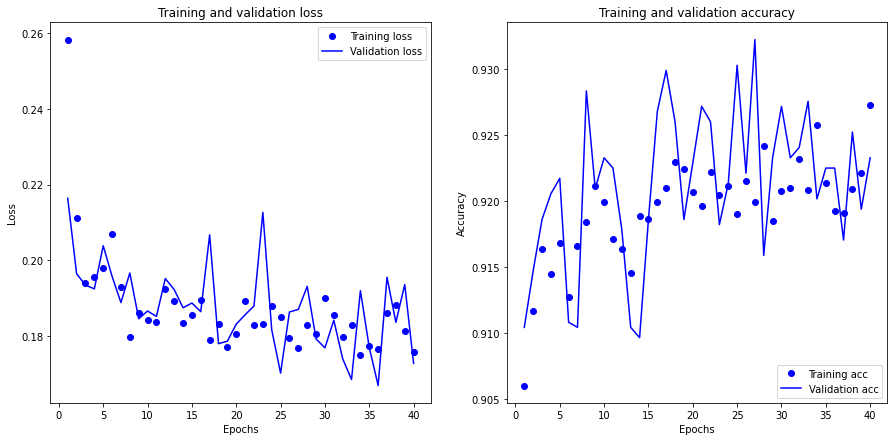 Training and validation loss
0.26
0.24
0.22
0.20
0.18
Loss
0
5
10
15
20
25
30
35
40
Epochs
Training loss
Validation loss
Training and validation accuracy
0.930
0.925
0.920
0.915
0.910
0.905
Accuracy
0
5
10
15
20
25
30
35
40
Epochs
Training acc
Validation acc